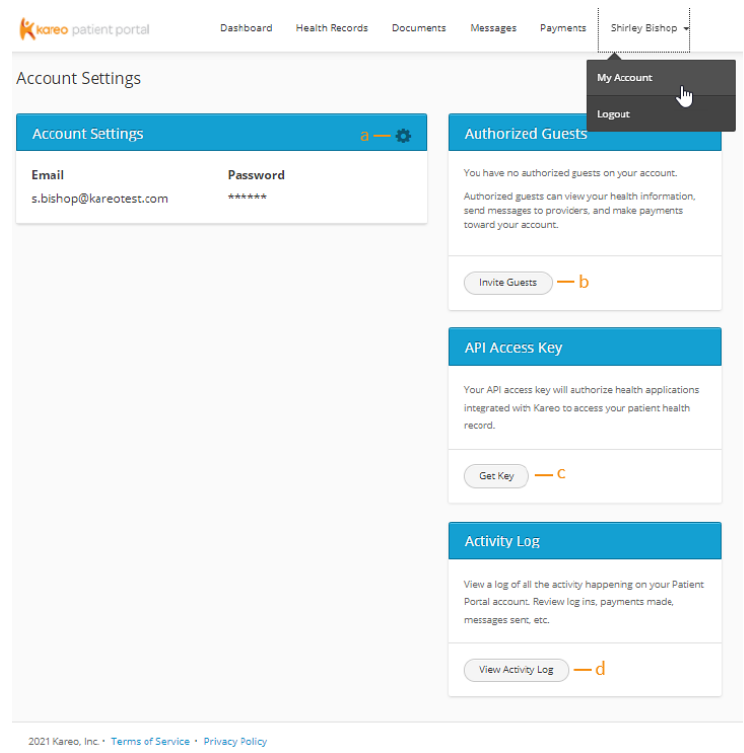 kareo patient portal
Dashboard
Health Records
Documents
Messages
Payments
Shirley Bishop
My Account
Logout
Account Settings
Account Settings
a
Email
Password
s.bishop@kareotest.com
******
Authorized Guests
You have no authorized guests on your account.
Authorized guests can view your health information,
send messages to providers, and make payments
toward your account.
Invite Guests
b
API Access Key
Your API access key will authorize health applications
integrated with Kareo to access your patient health
record.
Get Key
c
Activity Log
View a log of all the activity happening on your Patient
Portal account. Review log ins, payments made,
messages sent, etc.
View Activity Log
d
2021 Kareo, Inc. • Terms of Service • Privacy Policy